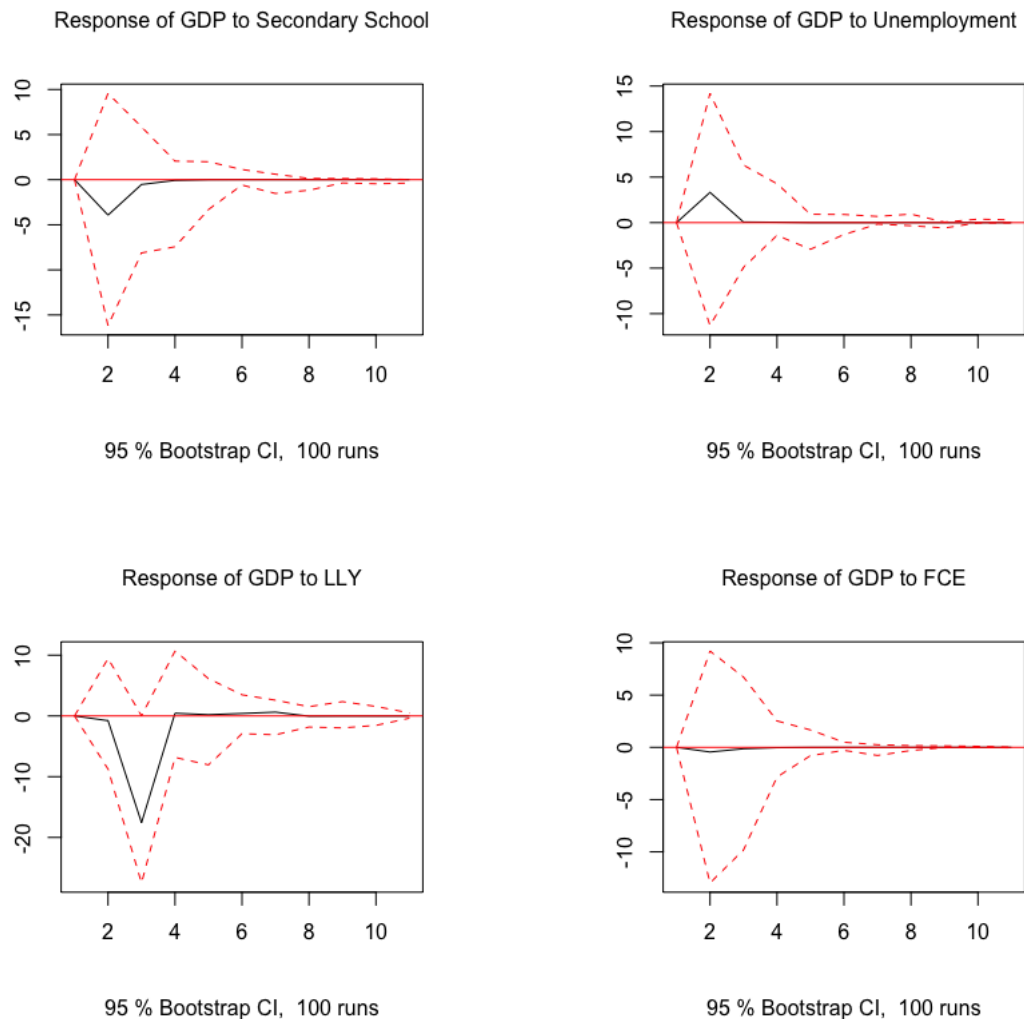 Response of GDP to Secondary School
10
5
0
-5
-15
2 4 6 8 10
95 % Bootstrap CI, 100 runs
Response of GDP to Unemployment
15
10
5
0
-5
-10
2 4 6 8 10
95 % Bootstrap CI, 100 runs
Response of GDP to LLY
10
0
-10
-20
2 4 6 8 10
95 % Bootstrap CI, 100 runs
Response of GDP to FCE
10
5
0
-5
-10
2 4 6 8 10
95 % Bootstrap CI, 100 runs